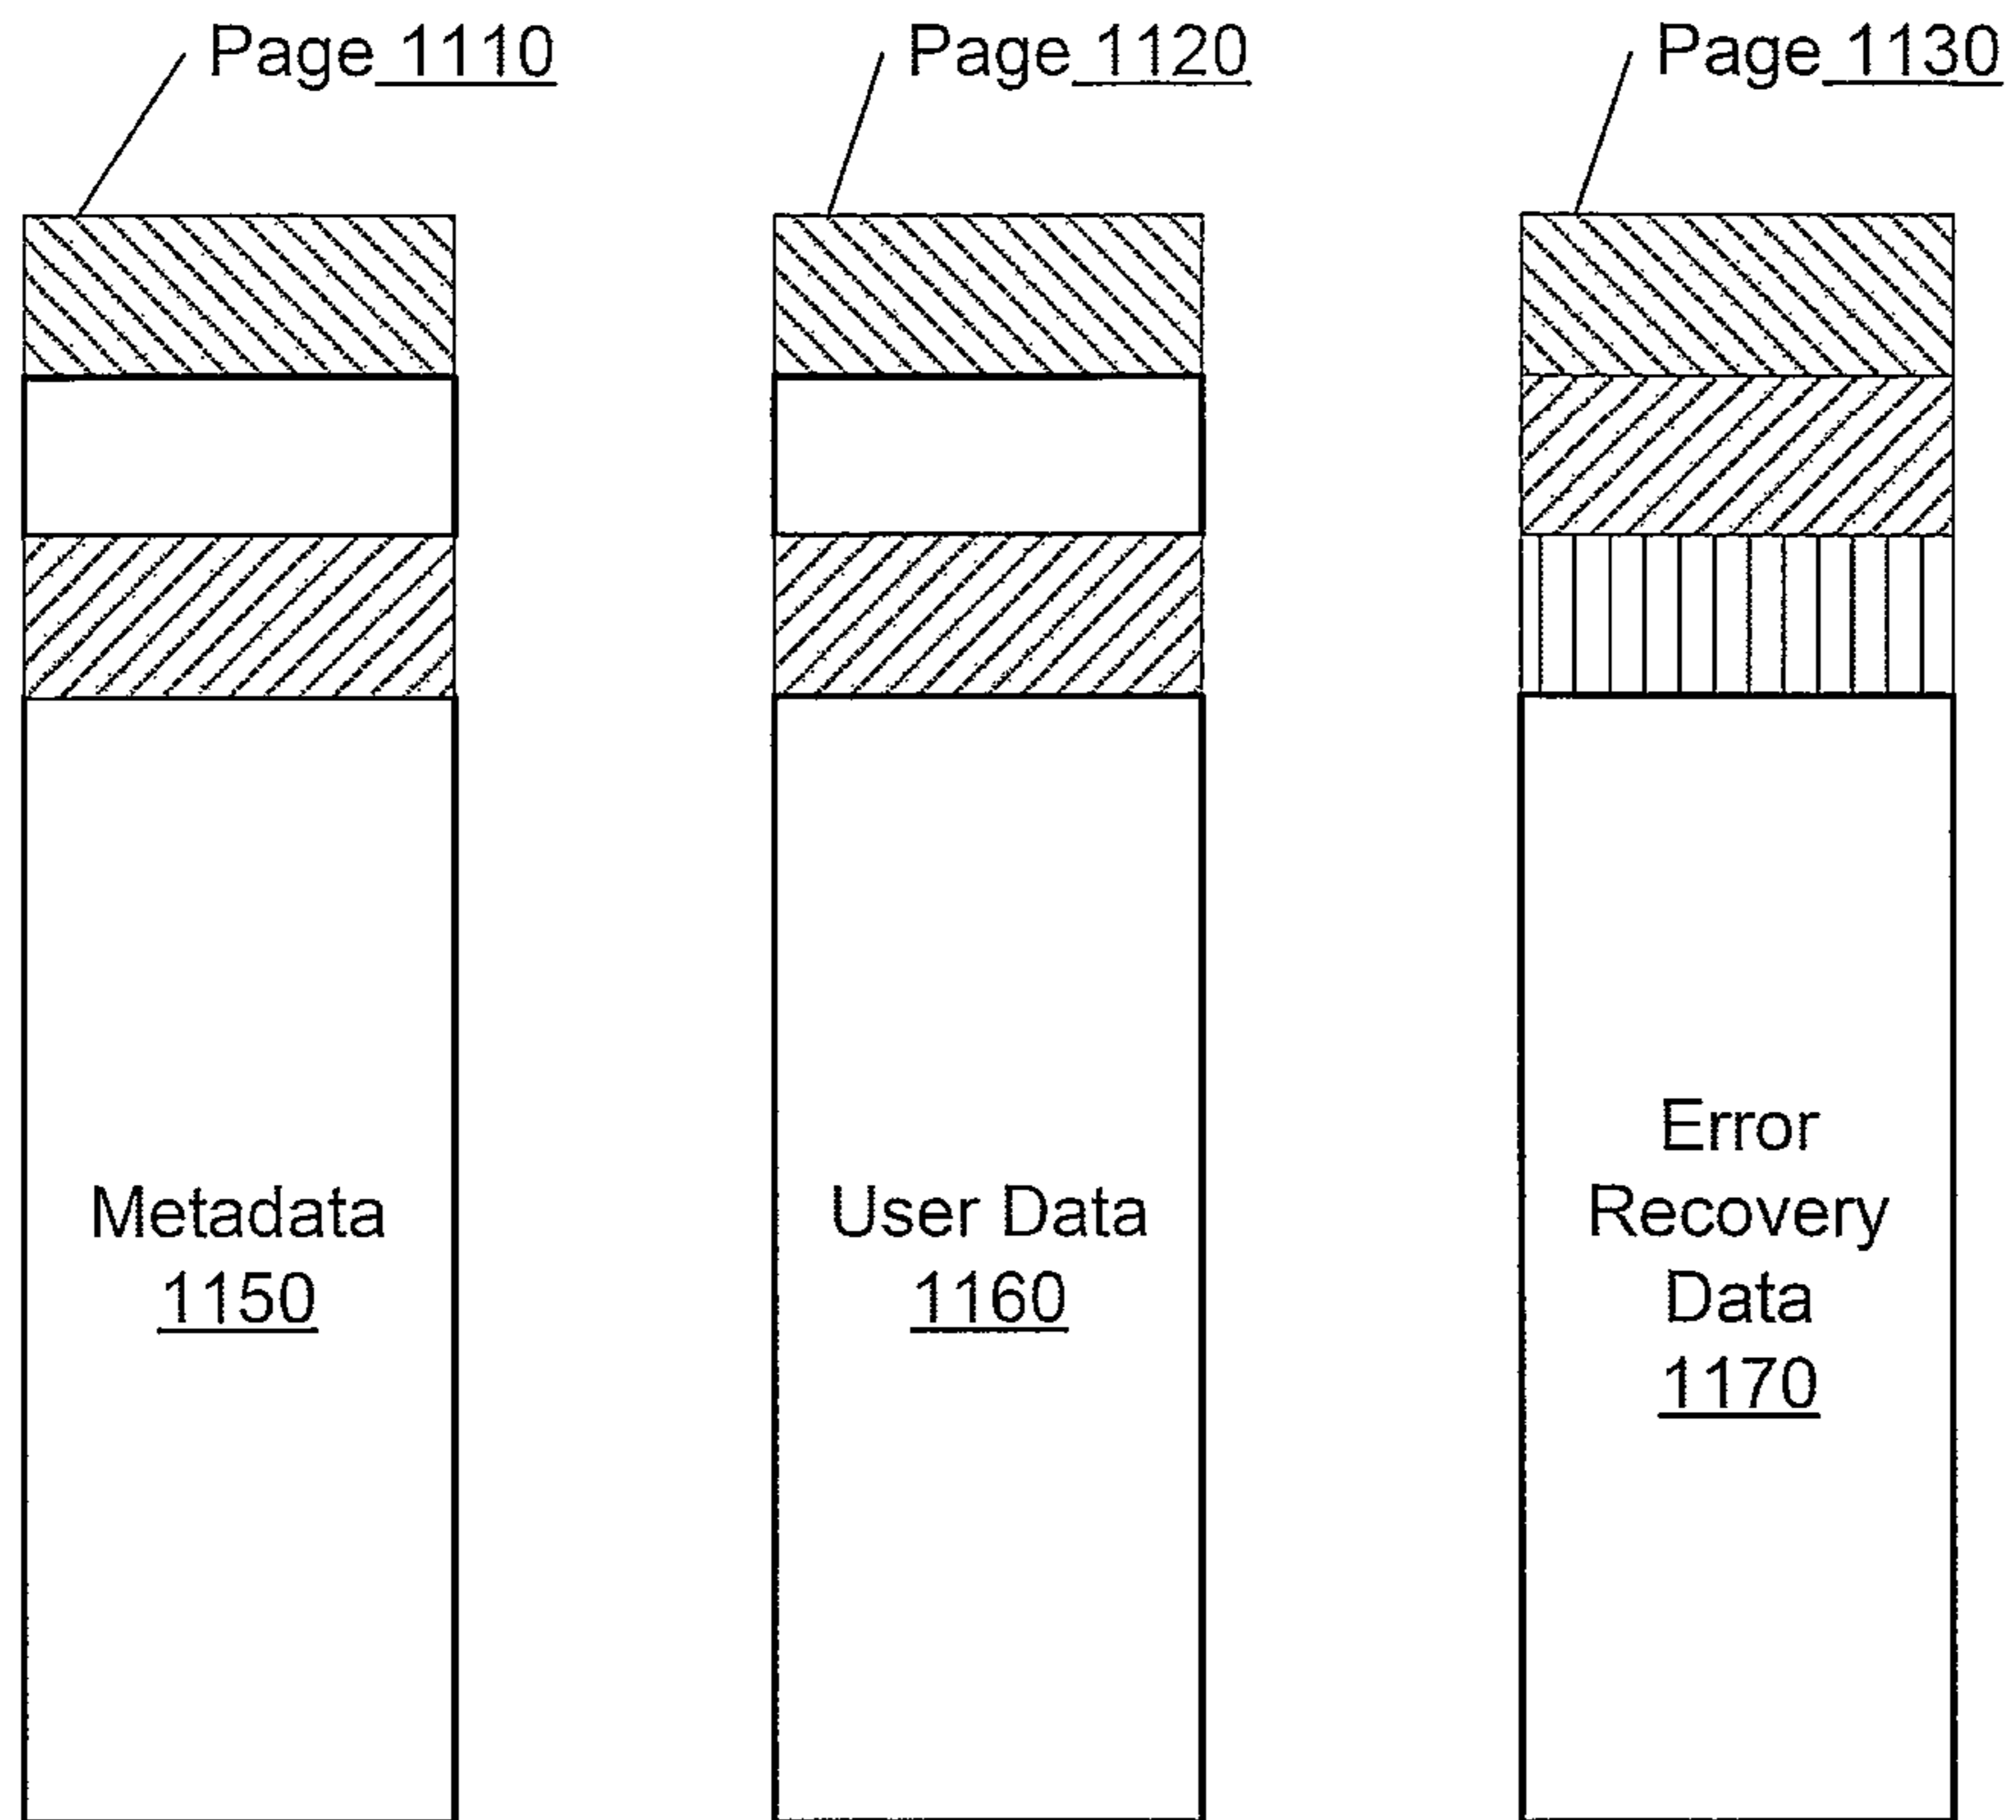 Page 1110
Page 1120
Page 1130
Metadata
1150
User Data
1160
Error
Recovery
Data
1170